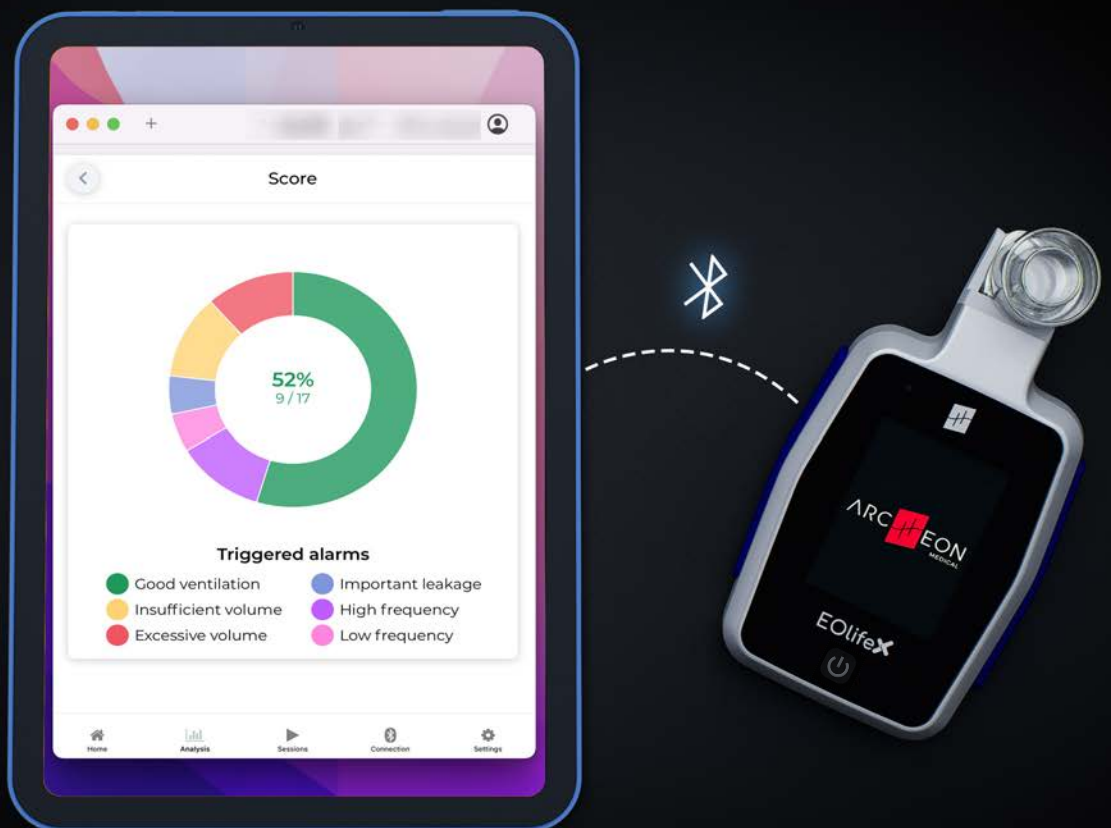 Score
52%
9 / 17
Triggered alarms
Good ventilation
Important leakage
Insufficient volume
High frequency
Excessive volume
Low frequency
Home
Analysis
Sessions
Connection
Settings
ARCHEON
MEDICAL
EOlifeX